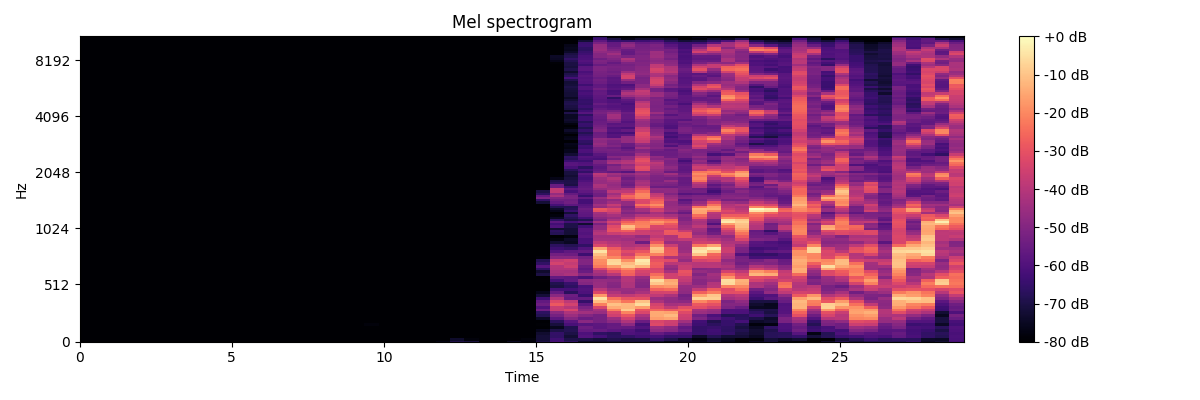 Mel spectrogram
8192
4096
2048
1024
512
0
Hz
0 5 10 15 20 25
Time
+0 dB
-10 dB
-20 dB
-30 dB
-40 dB
-50 dB
-60 dB
-70 dB
-80 dB